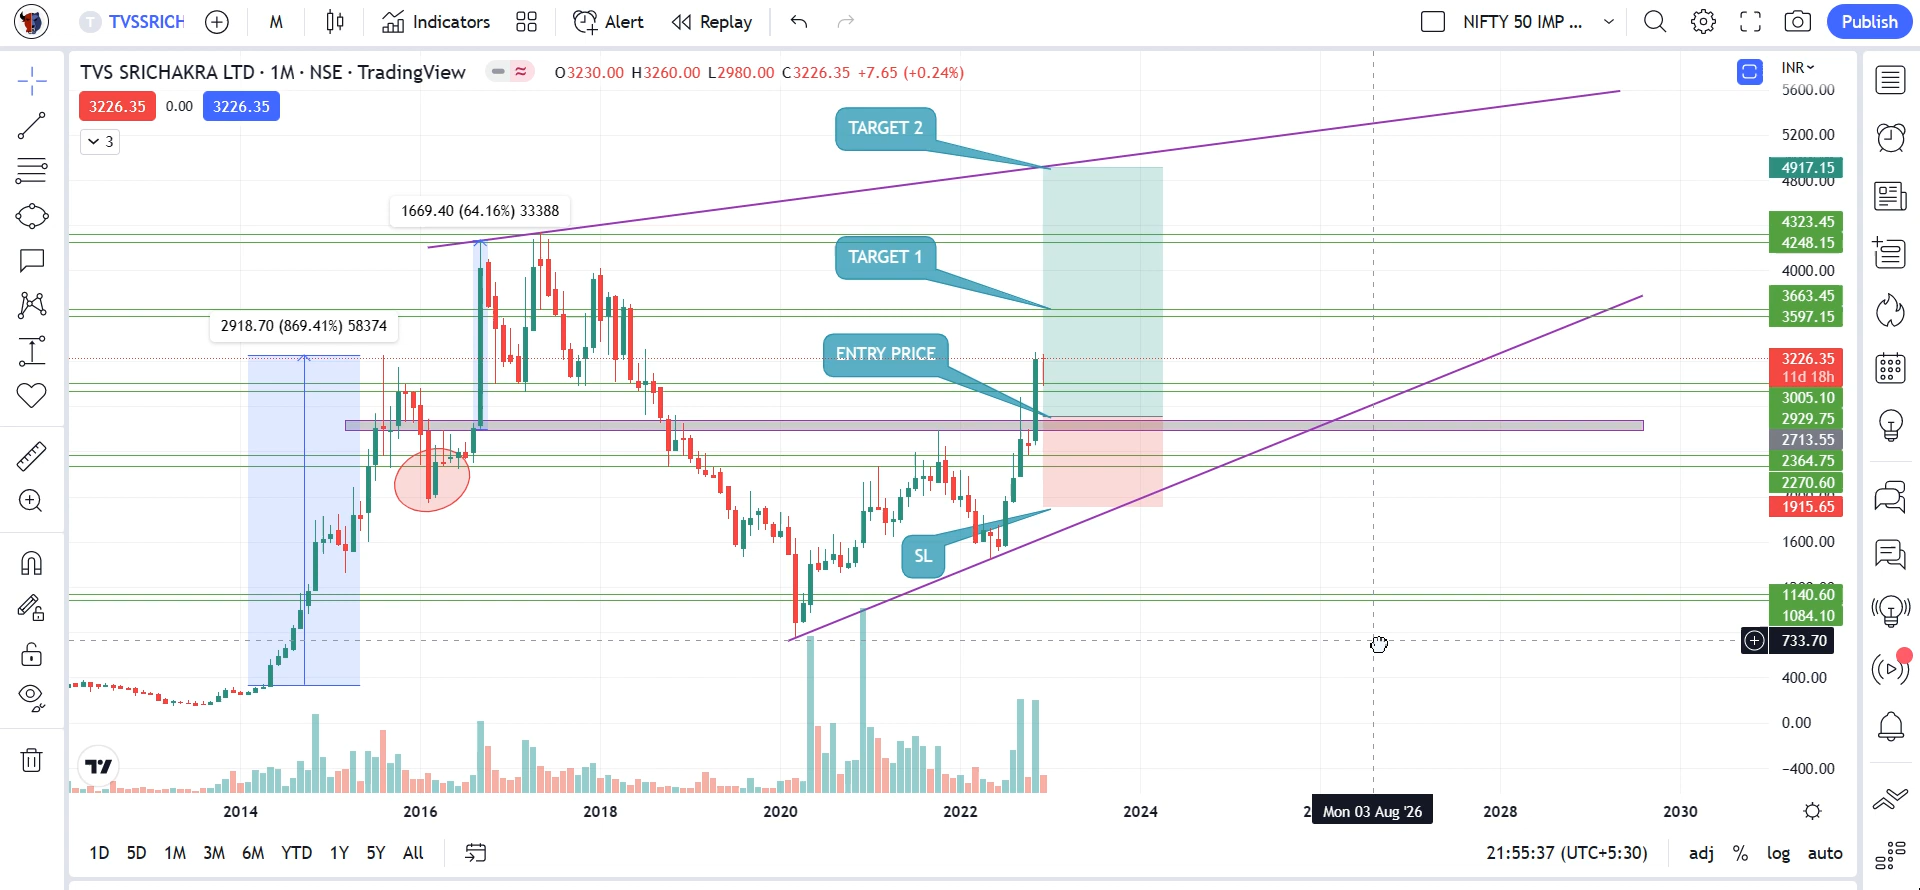 TVSSRICH
M
Indicators
Alert
Replay
NIFTY 50 IMP ...
Publish
TVS SRICHAKRA LTD · 1M · NSE · TradingView
O3230.00 H3260.00 L2980.00 C3226.35 +7.65 (+0.24%)
INR
3226.35
0.00
3226.35
3
5600.00
TARGET 2
5200.00
4917.15
4800.00
1669.40 (64.16%) 33388
4323.45
4248.15
TARGET 1
4000.00
3663.45
3597.15
2918.70 (869.41%) 58374
ENTRY PRICE
3226.35
11d 18h
3005.10
2929.75
2713.55
2364.75
2270.60
1915.65
SL
1600.00
1140.60
1084.10
733.70
400.00
0.00
−400.00
2014
2016
2018
2020
2022
2024
Mon 03 Aug '26
2028
2030
1D
5D
1M
3M
6M
YTD
1Y
5Y
All
21:55:37 (UTC+5:30)
adj
%
log
auto